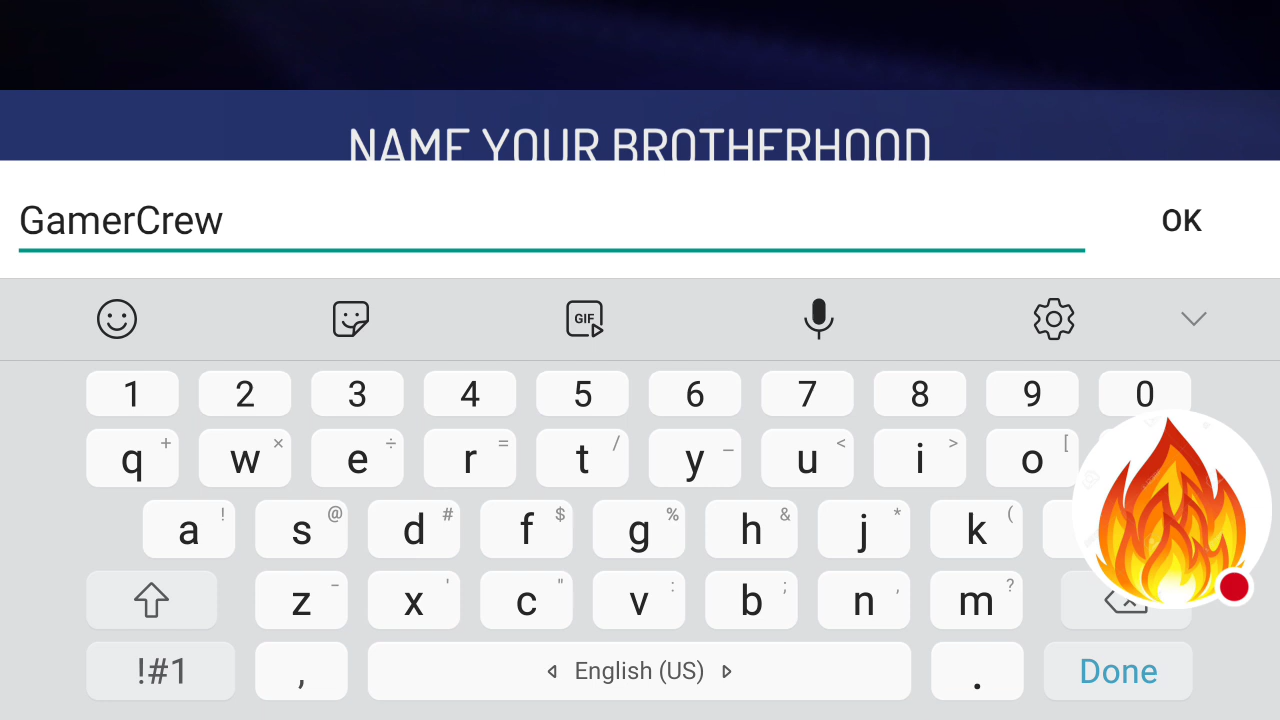 NAME YOUR BROTHERHOOD
GamerCrew OK
GIF
1 2 3 4 5 6 7 8 9 0
q + w × e ÷ r = t / y _ u < i > o [
a ! s @ d # f $ g % h & j * k (
z - x ' c " v : b ; n , m ?
!#1 , English (US) . Done